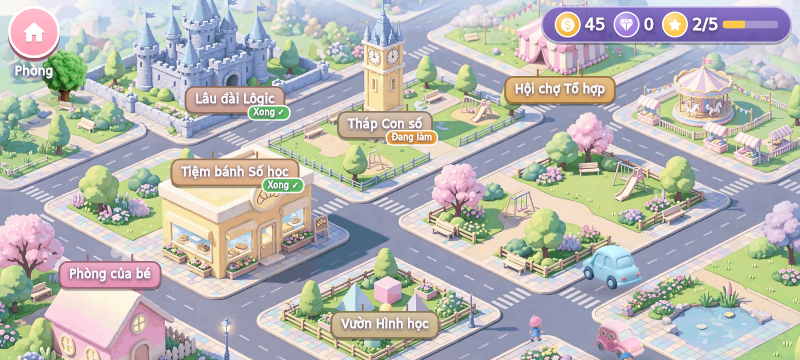 45 0 2/5
Phòng
Lâu đài Lôgic
Xong ✓
Hội chợ Tổ hợp
Tháp Con số
Đang làm
Tiệm bánh Số học
Xong ✓
Phòng của bé
Vườn Hình học